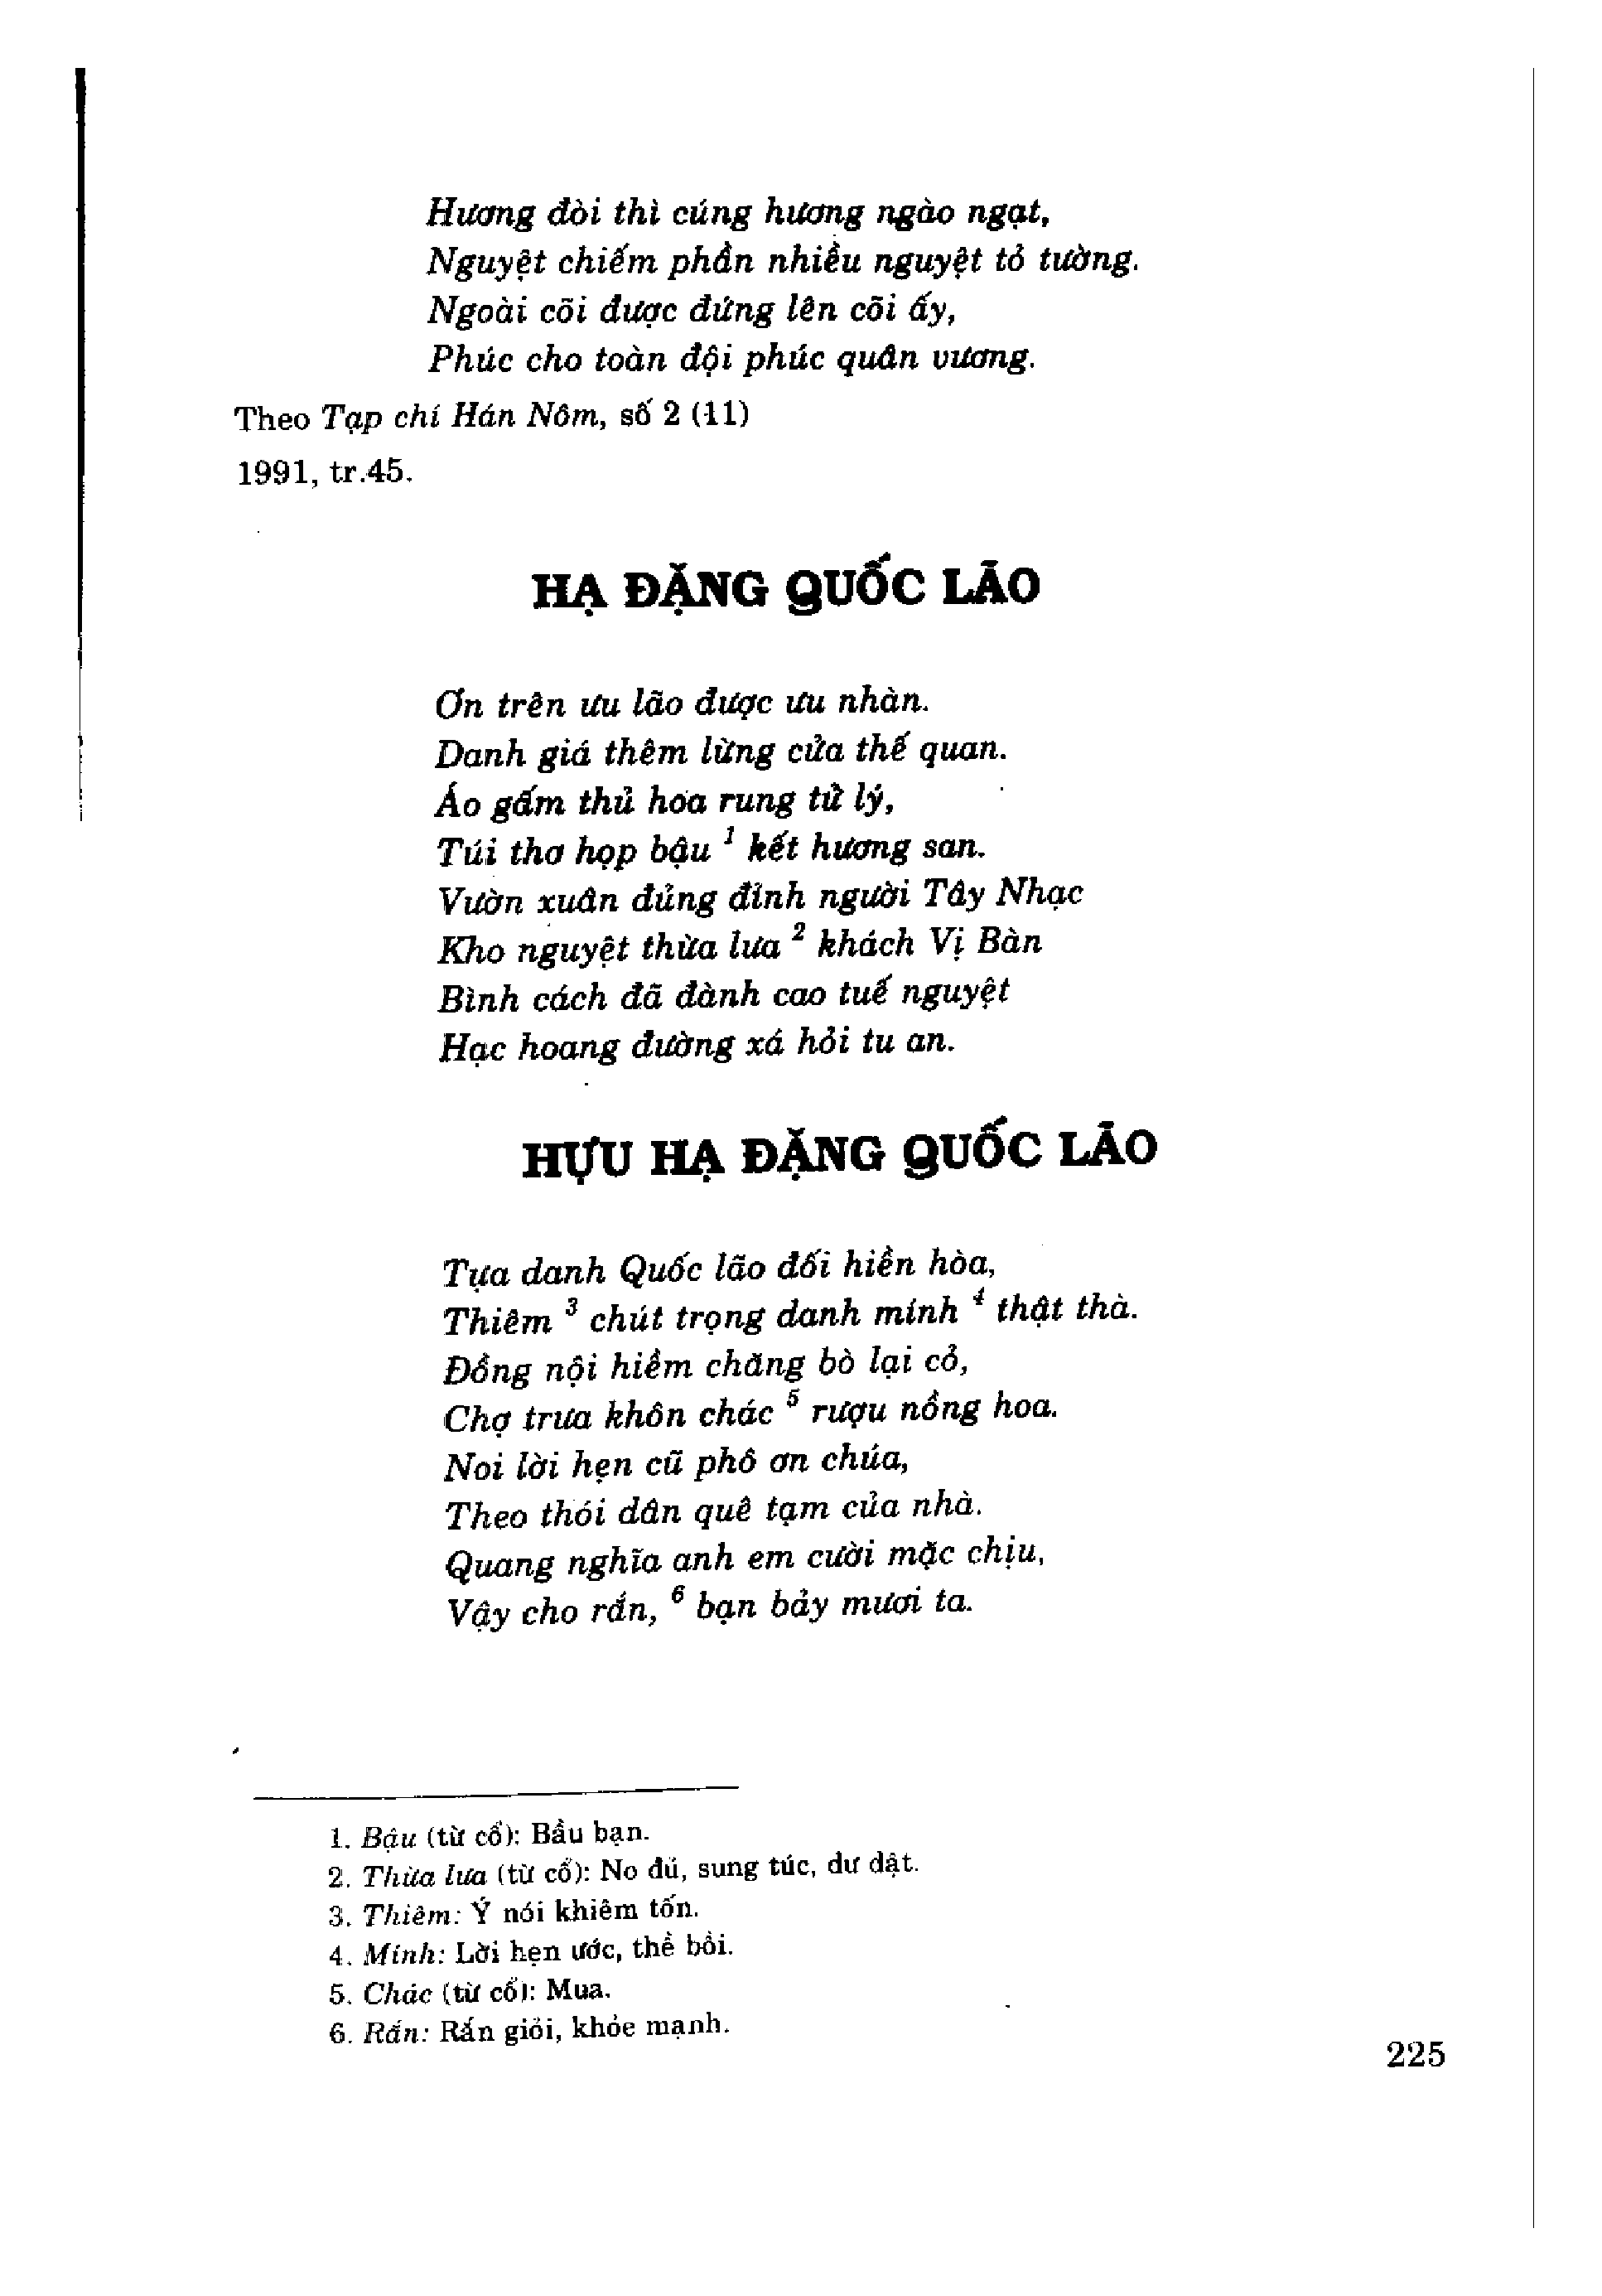 Hương đòi thì cúng hương ngào ngạt,
Nguyệt chiếm phần nhiều nguyệt tỏ tường.
Ngoài cõi được đứng lên cõi ấy,
Phúc cho toàn đội phúc quân vương.
Theo Tạp chí Hán Nôm, số 2 (11)
1991, tr.45.
HẠ ĐẶNG QUỐC LÃO
Ơn trên ưu lão được ưu nhàn.
Danh giá thêm lừng cửa thế quan.
Áo gấm thủ hoa rung tử lý,
Túi thơ họp bậu 1 kết hương san.
Vườn xuân đủng đỉnh người Tây Nhạc
Kho nguyệt thừa lưa 2 khách Vị Bàn
Bình cách đã đành cao tuế nguyệt
Hạc hoang đường xá hỏi tu an.
HỰU HẠ ĐẶNG QUỐC LÃO
Tựa danh Quốc lão đối hiền hòa,
Thiêm 3 chút trọng danh mính 4 thật thà.
Đồng nội hiềm chăng bò lại cỏ,
Chợ trưa khôn chác 5 rượu nồng hoa.
Noi lời hẹn cũ phô ơn chúa,
Theo thói dân quê tạm của nhà.
Quang nghĩa anh em cười mặc chịu,
Vậy cho rắn, 6 bạn bảy mươi ta.
1. Bậu (từ cổ): Bầu bạn.
2. Thừa lưa (từ cổ): No đủ, sung túc, dư dật.
3. Thiêm: Ý nói khiêm tốn.
4. Mính: Lời hẹn ước, thề bồi.
5. Chác (từ cổ): Mua.
6. Rắn: Rắn giỏi, khỏe mạnh.
225